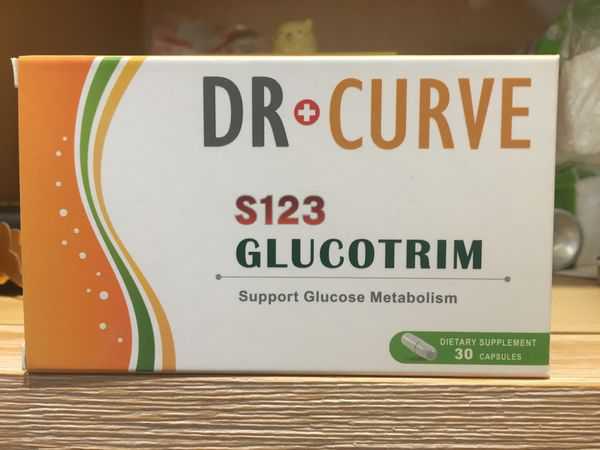 DR+CURVE
S123
GLUCOTRIM
Support Glucose Metabolism
DIETARY SUPPLEMENT
30 CAPSULES